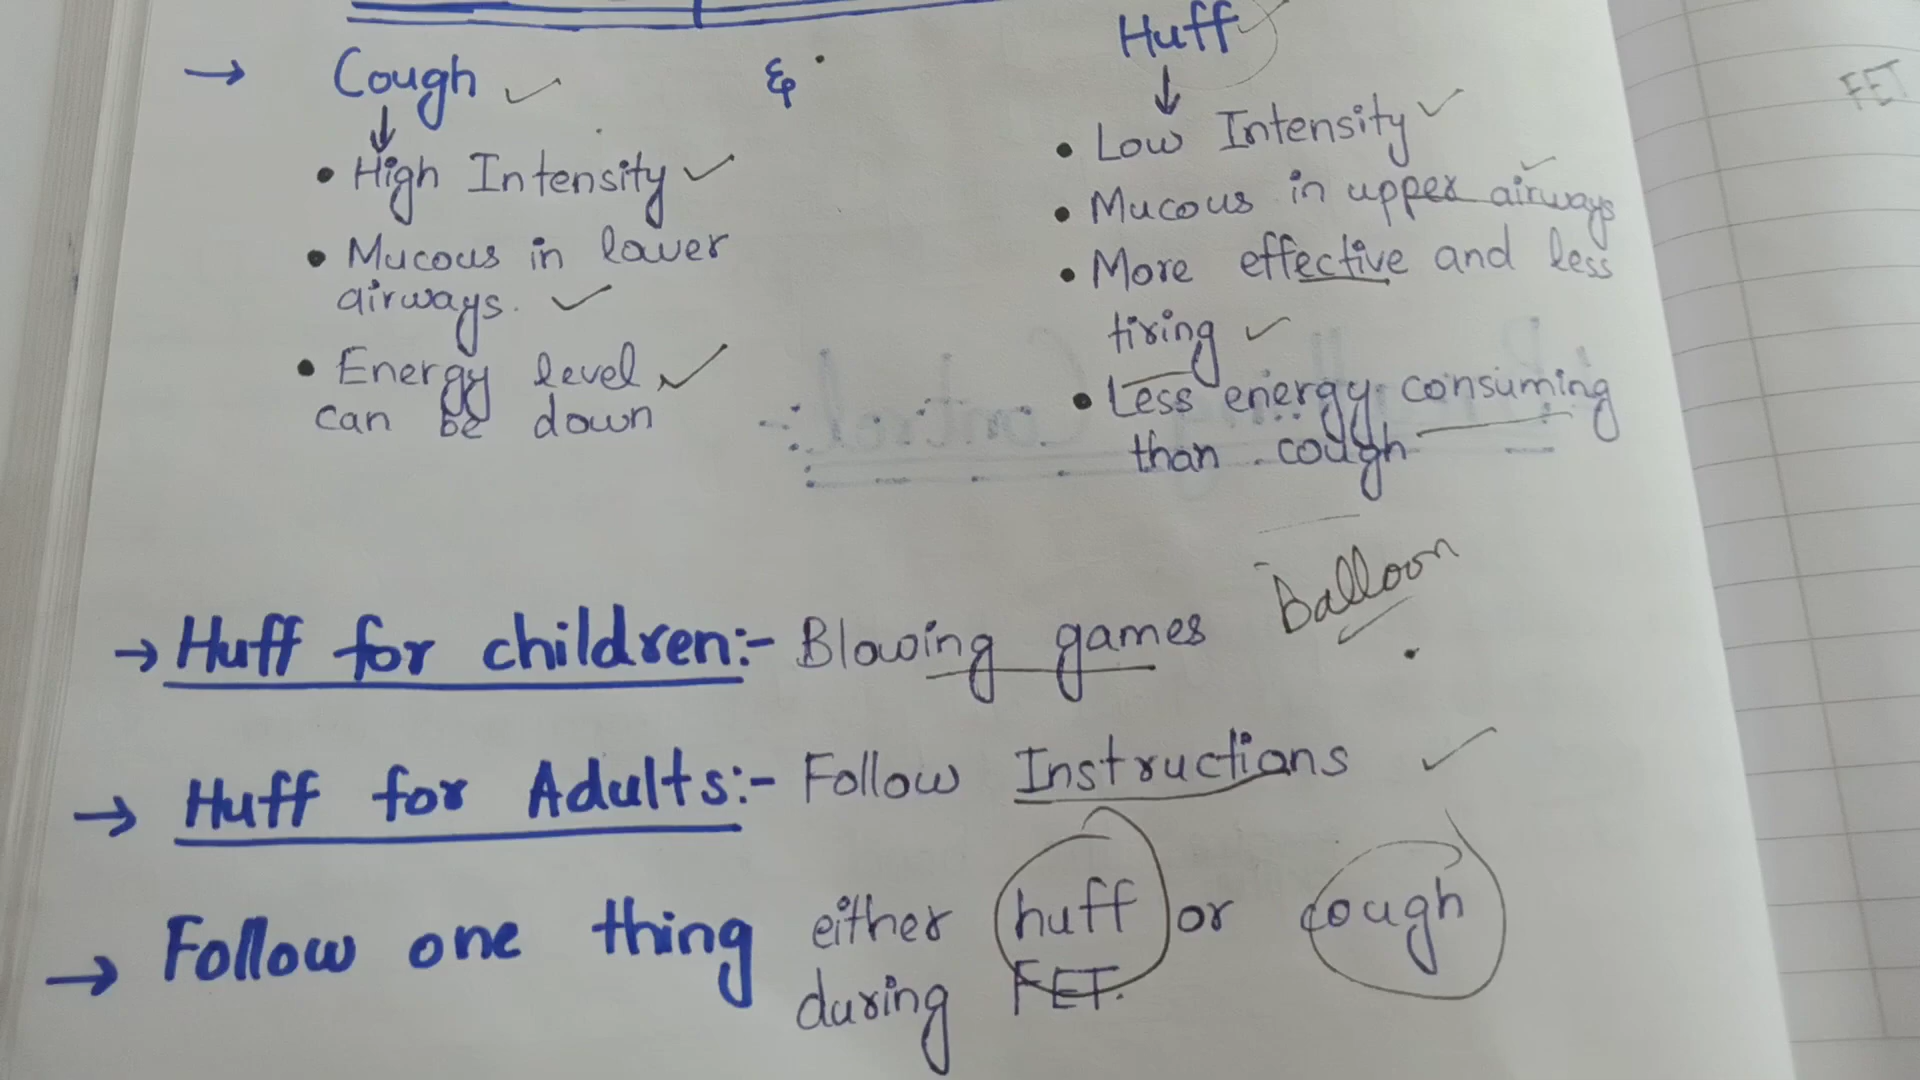 → Cough & Huff
• High Intensity
• Mucous in lower
airways.
• Energy level
can be down
• Low Intensity
• Mucous in upper airways
• More effective and less
tiring
• Less energy consuming
than cough
→ Huff for children:- Blowing games Balloon
→ Huff for Adults:- Follow Instructions
→ Follow one thing either huff or cough
during FET.
FET